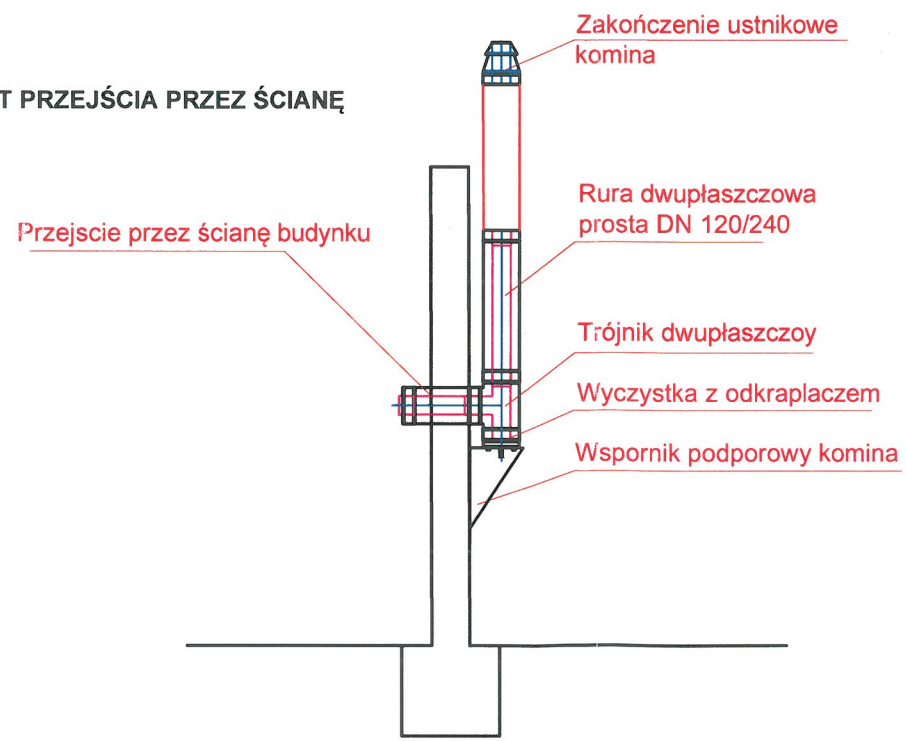 Zakończenie ustnikowe
komina
T PRZEJŚCIA PRZEZ ŚCIANĘ
Rura dwupłaszczowa
prosta DN 120/240
Przejscie przez ścianę budynku
Trójnik dwupłaszczoy
Wyczystka z odkraplaczem
Wspornik podporowy komina